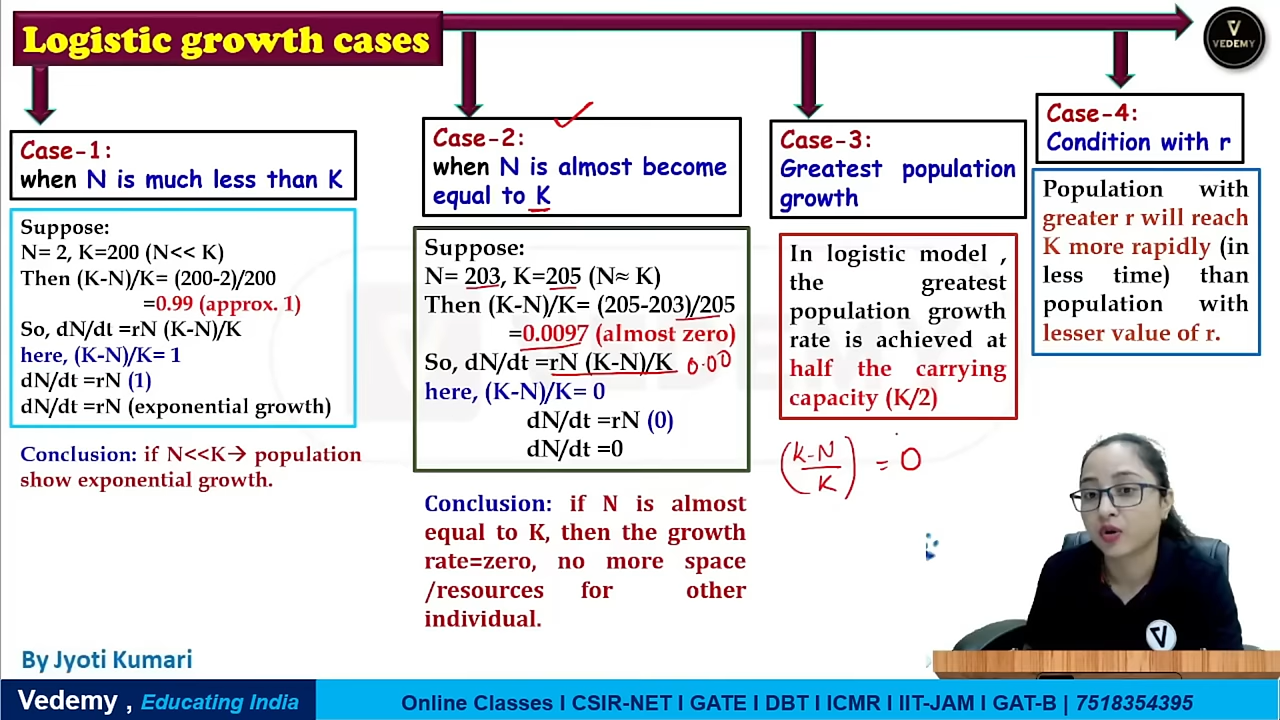 Logistic growth cases
V
VEDEMY
Case-1:
when N is much less than K
Suppose:
N= 2, K=200 (N<< K)
Then (K-N)/K= (200-2)/200
=0.99 (approx. 1)
So, dN/dt =rN (K-N)/K
here, (K-N)/K= 1
dN/dt =rN (1)
dN/dt =rN (exponential growth)
Conclusion: if N<<K→ population
show exponential growth.
Case-2:
when N is almost become
equal to K
Suppose:
N= 203, K=205 (N≈ K)
Then (K-N)/K= (205-203)/205
=0.0097 (almost zero)
So, dN/dt =rN (K-N)/K 0.00
here, (K-N)/K= 0
dN/dt =rN (0)
dN/dt =0
Conclusion: if N is almost
equal to K, then the growth
rate=zero, no more space
/resources for other
individual.
Case-3:
Greatest population
growth
In logistic model ,
the greatest
population growth
rate is achieved at
half the carrying
capacity (K/2)
(K-N/K) = 0
Case-4:
Condition with r
Population with
greater r will reach
K more rapidly (in
less time) than
population with
lesser value of r.
VEDEMY
V
By Jyoti Kumari
Vedemy , Educating India
Online Classes I CSIR-NET I GATE I DBT I ICMR I IIT-JAM I GAT-B | 7518354395